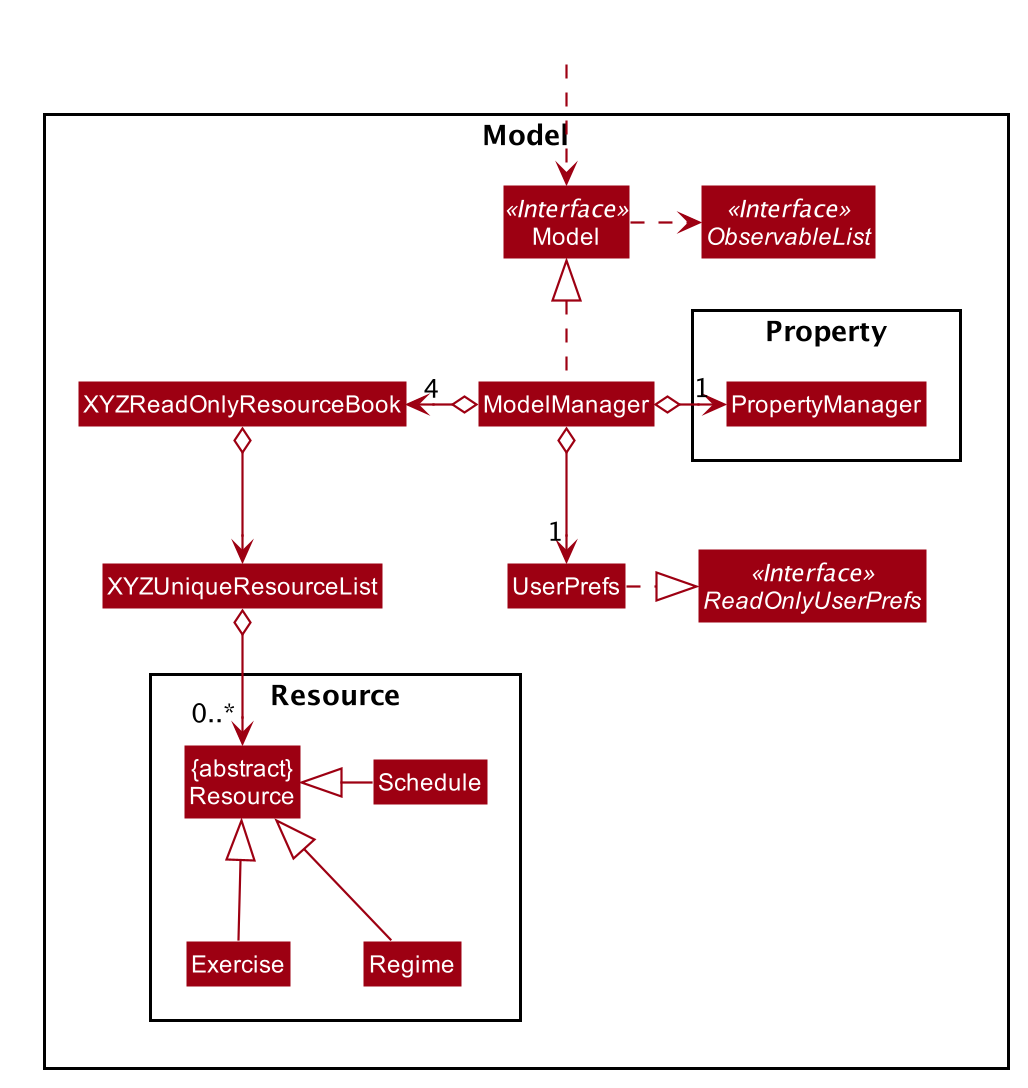 Model
«Interface»
Model
«Interface»
ObservableList
Property
XYZReadOnlyResourceBook
4
ModelManager
1
PropertyManager
1
XYZUniqueResourceList
UserPrefs
«Interface»
ReadOnlyUserPrefs
Resource
0..*
{abstract}
Resource
Schedule
Exercise
Regime